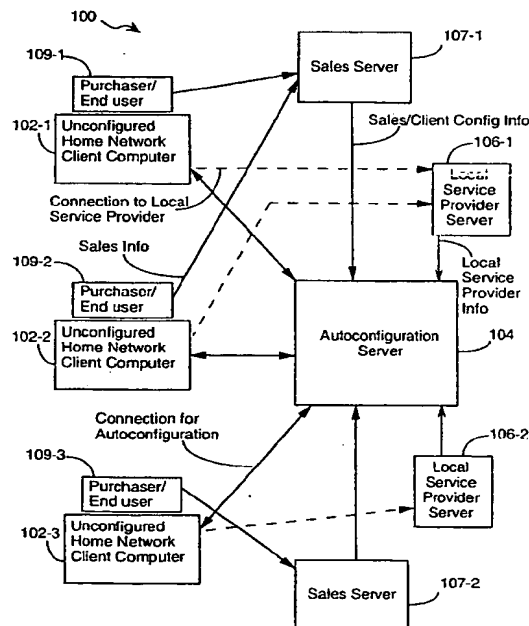 100
109-1
107-1
Purchaser/
End user
Sales Server
102-1
Unconfigured
Home Network
Client Computer
Sales/Client Config Info
106-1
Connection to Local
Service Provider
Local
Service
Provider
Server
109-2
Sales Info
Purchaser/
End user
Local
Service
Provider
Info
102-2
Unconfigured
Home Network
Client Computer
Autoconfiguration
Server
104
Connection for
Autoconfiguration
106-2
109-3
Purchaser/
End user
Local
Service
Provider
Server
102-3
Unconfigured
Home Network
Client Computer
Sales Server
107-2